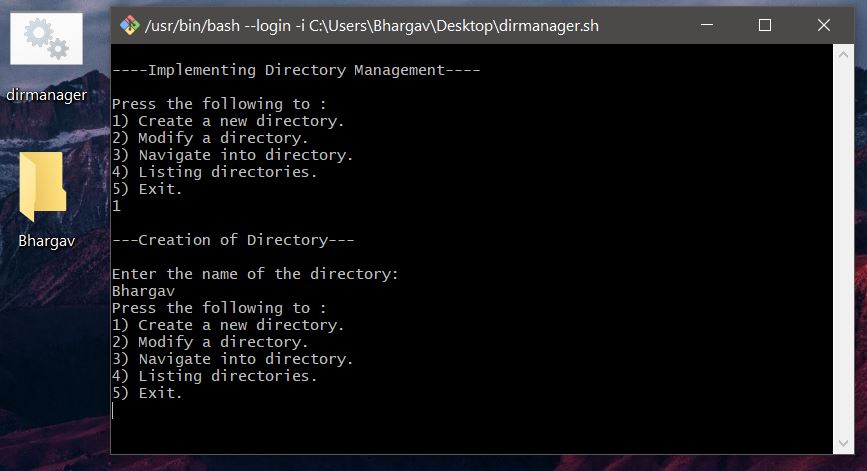 dirmanager
Bhargav
/usr/bin/bash --login -i C:\Users\Bhargav\Desktop\dirmanager.sh
----Implementing Directory Management----
Press the following to :
1) Create a new directory.
2) Modify a directory.
3) Navigate into directory.
4) Listing directories.
5) Exit.
1
---Creation of Directory---
Enter the name of the directory:
Bhargav
Press the following to :
1) Create a new directory.
2) Modify a directory.
3) Navigate into directory.
4) Listing directories.
5) Exit.